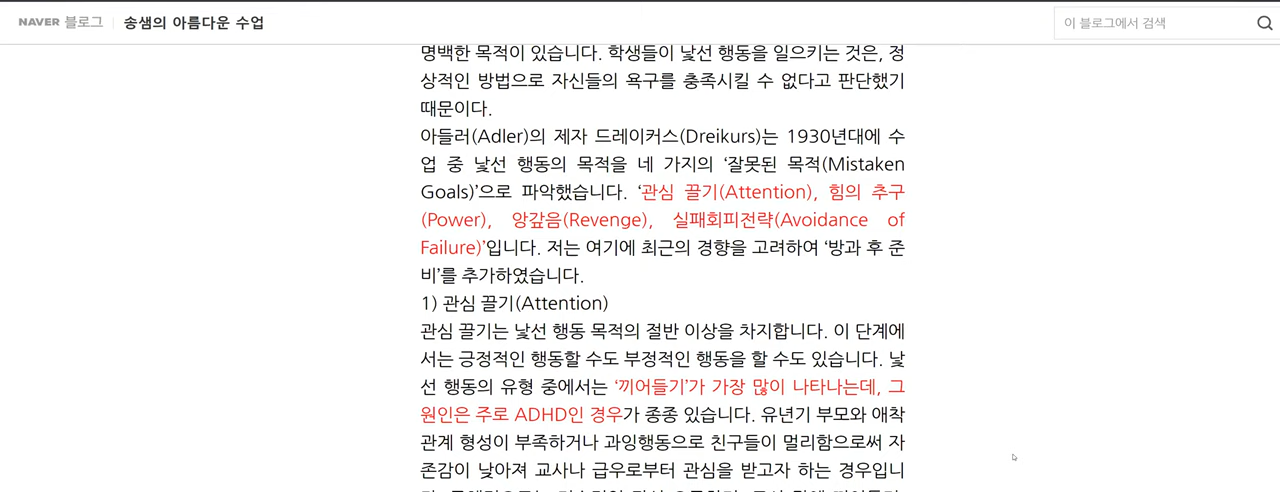 NAVER 블로그 송샘의 아름다운 수업 이 블로그에서 검색
명백한 목적이 있습니다. 학생들이 낯선 행동을 일으키는 것은, 정
상적인 방법으로 자신들의 욕구를 충족시킬 수 없다고 판단했기
때문이다.
아들러(Adler)의 제자 드레이커스(Dreikurs)는 1930년대에 수
업 중 낯선 행동의 목적을 네 가지의 ‘잘못된 목적(Mistaken
Goals)’으로 파악했습니다. ‘관심 끌기(Attention), 힘의 추구
(Power), 앙갚음(Revenge), 실패회피전략(Avoidance of
Failure)’입니다. 저는 여기에 최근의 경향을 고려하여 ‘방과 후 준
비’를 추가하였습니다.
1) 관심 끌기(Attention)
관심 끌기는 낯선 행동 목적의 절반 이상을 차지합니다. 이 단계에
서는 긍정적인 행동할 수도 부정적인 행동을 할 수도 있습니다. 낯
선 행동의 유형 중에서는 ‘끼어들기’가 가장 많이 나타나는데, 그
원인은 주로 ADHD인 경우가 종종 있습니다. 유년기 부모와 애착
관계 형성이 부족하거나 과잉행동으로 친구들이 멀리함으로써 자
존감이 낮아져 교사나 급우로부터 관심을 받고자 하는 경우입니